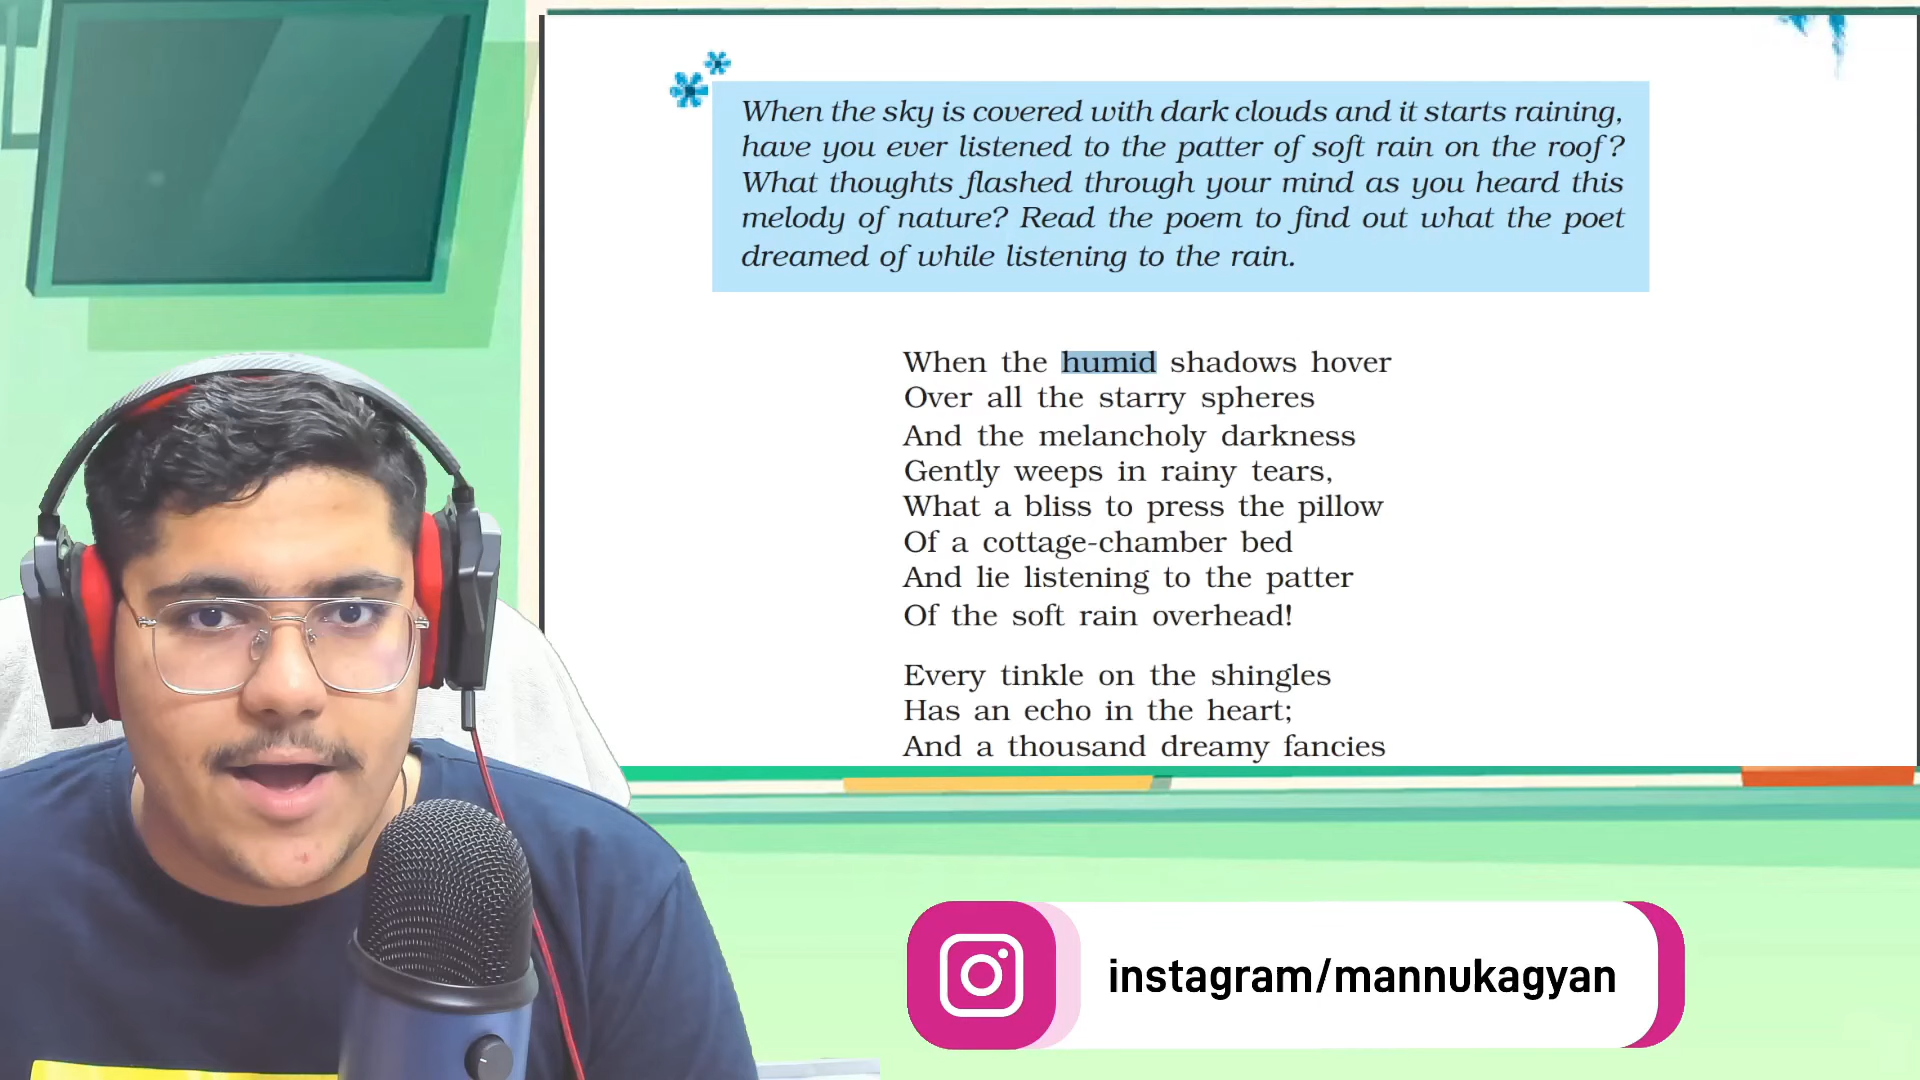 When the sky is covered with dark clouds and it starts raining,
have you ever listened to the patter of soft rain on the roof?
What thoughts flashed through your mind as you heard this
melody of nature? Read the poem to find out what the poet
dreamed of while listening to the rain.
When the humid shadows hover
Over all the starry spheres
And the melancholy darkness
Gently weeps in rainy tears,
What a bliss to press the pillow
Of a cottage-chamber bed
And lie listening to the patter
Of the soft rain overhead!
Every tinkle on the shingles
Has an echo in the heart;
And a thousand dreamy fancies
instagram/mannukagyan